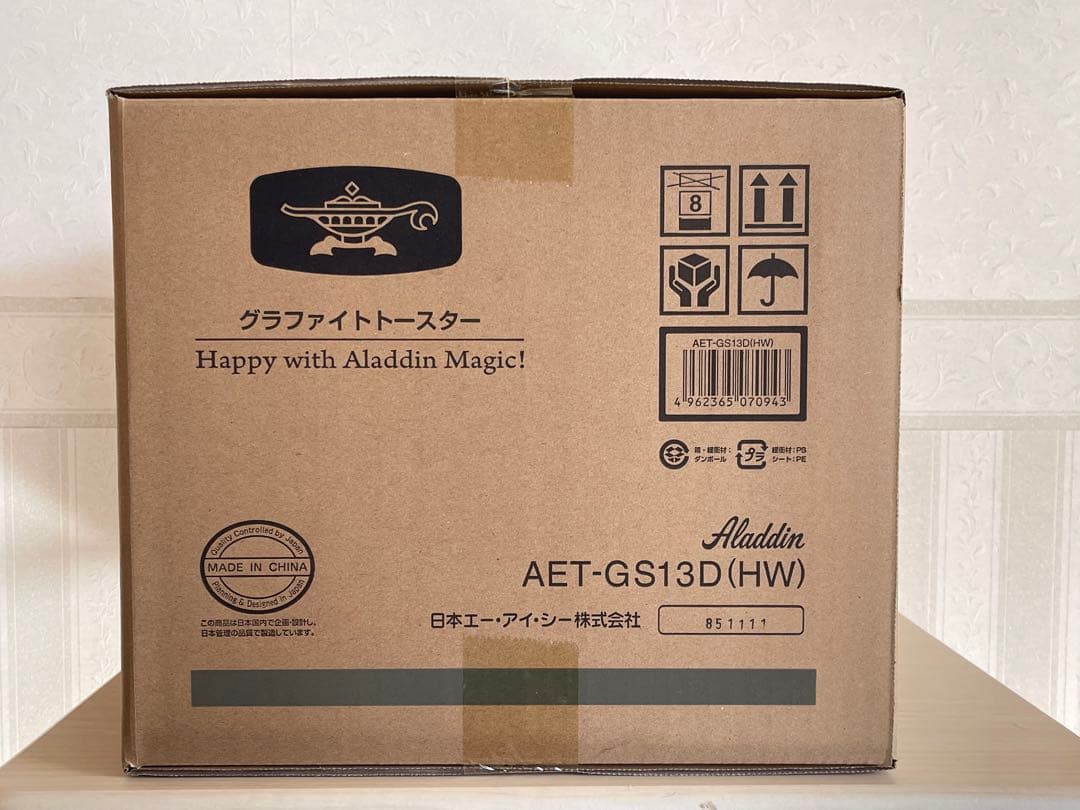 グラファイトトースター
Happy with Aladdin Magic!
8
AET-GS13D(HW)
4 962365 070943
箱・緩衝材:
ダンボール
プラ
緩衝材:PS
シート:PE
Quality Controlled by Japan
MADE IN CHINA
Planning & Designed in Japan
この商品は日本国内で企画・設計し、
日本管理の品質で製造しています。
Aladdin
AET-GS13D(HW)
日本エー・アイ・シー株式会社
851111